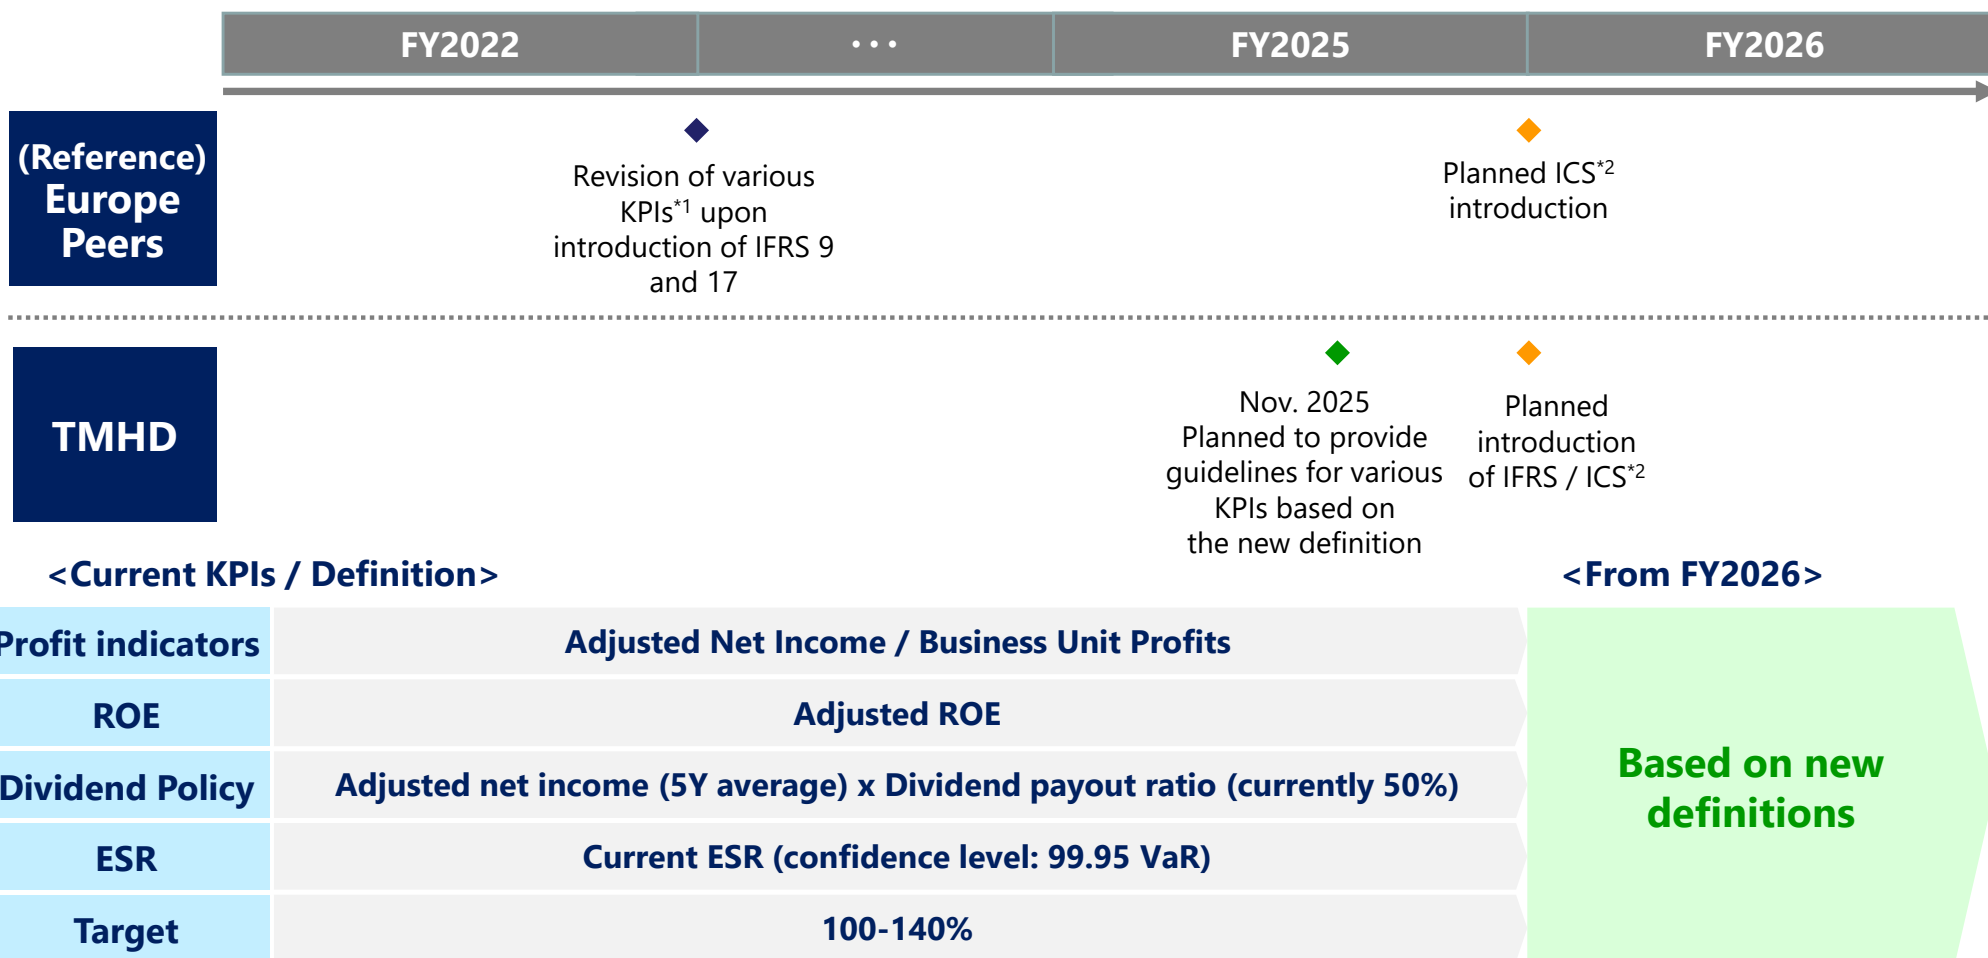 FY2022
...
FY2025
FY2026
(Reference)
Europe
Peers
Revision of various
KPIs*1 upon
introduction of IFRS 9
and 17
Planned ICS*2
introduction
TMHD
Nov. 2025
Planned to provide
guidelines for various
KPIs based on
the new definition
Planned
introduction
of IFRS / ICS*2
<Current KPIs / Definition>
<From FY2026>
Profit indicators
Adjusted Net Income / Business Unit Profits
ROE
Adjusted ROE
Dividend Policy
Adjusted net income (5Y average) x Dividend payout ratio (currently 50%)
ESR
Current ESR (confidence level: 99.95 VaR)
Target
100-140%
Based on new
definitions